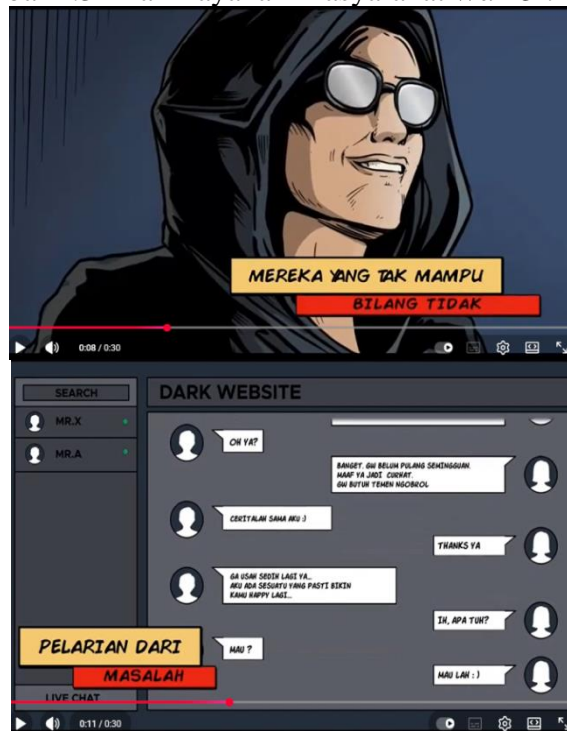 MEREKA YANG TAK MAMPU
BILANG TIDAK
0:08 / 0:30
SEARCH
DARK WEBSITE
MR.X
MR.A
OH YA?
BANGET. GW BELUM PULANG SEMINGGUAN.
MAAF YA JADI CURHAT.
GW BUTUH TEMEN NGOBROL
CERITALAH SAMA AKU :)
THANKS YA
GA USAH SEDIH LAGI YA...
AKU ADA SESUATU YANG PASTI BIKIN
KAMU HAPPY LAGI...
IH, APA TUH?
PELARIAN DARI
MASALAH
MAU ?
MAU LAH : )
LIVE CHAT
0:11 / 0:30